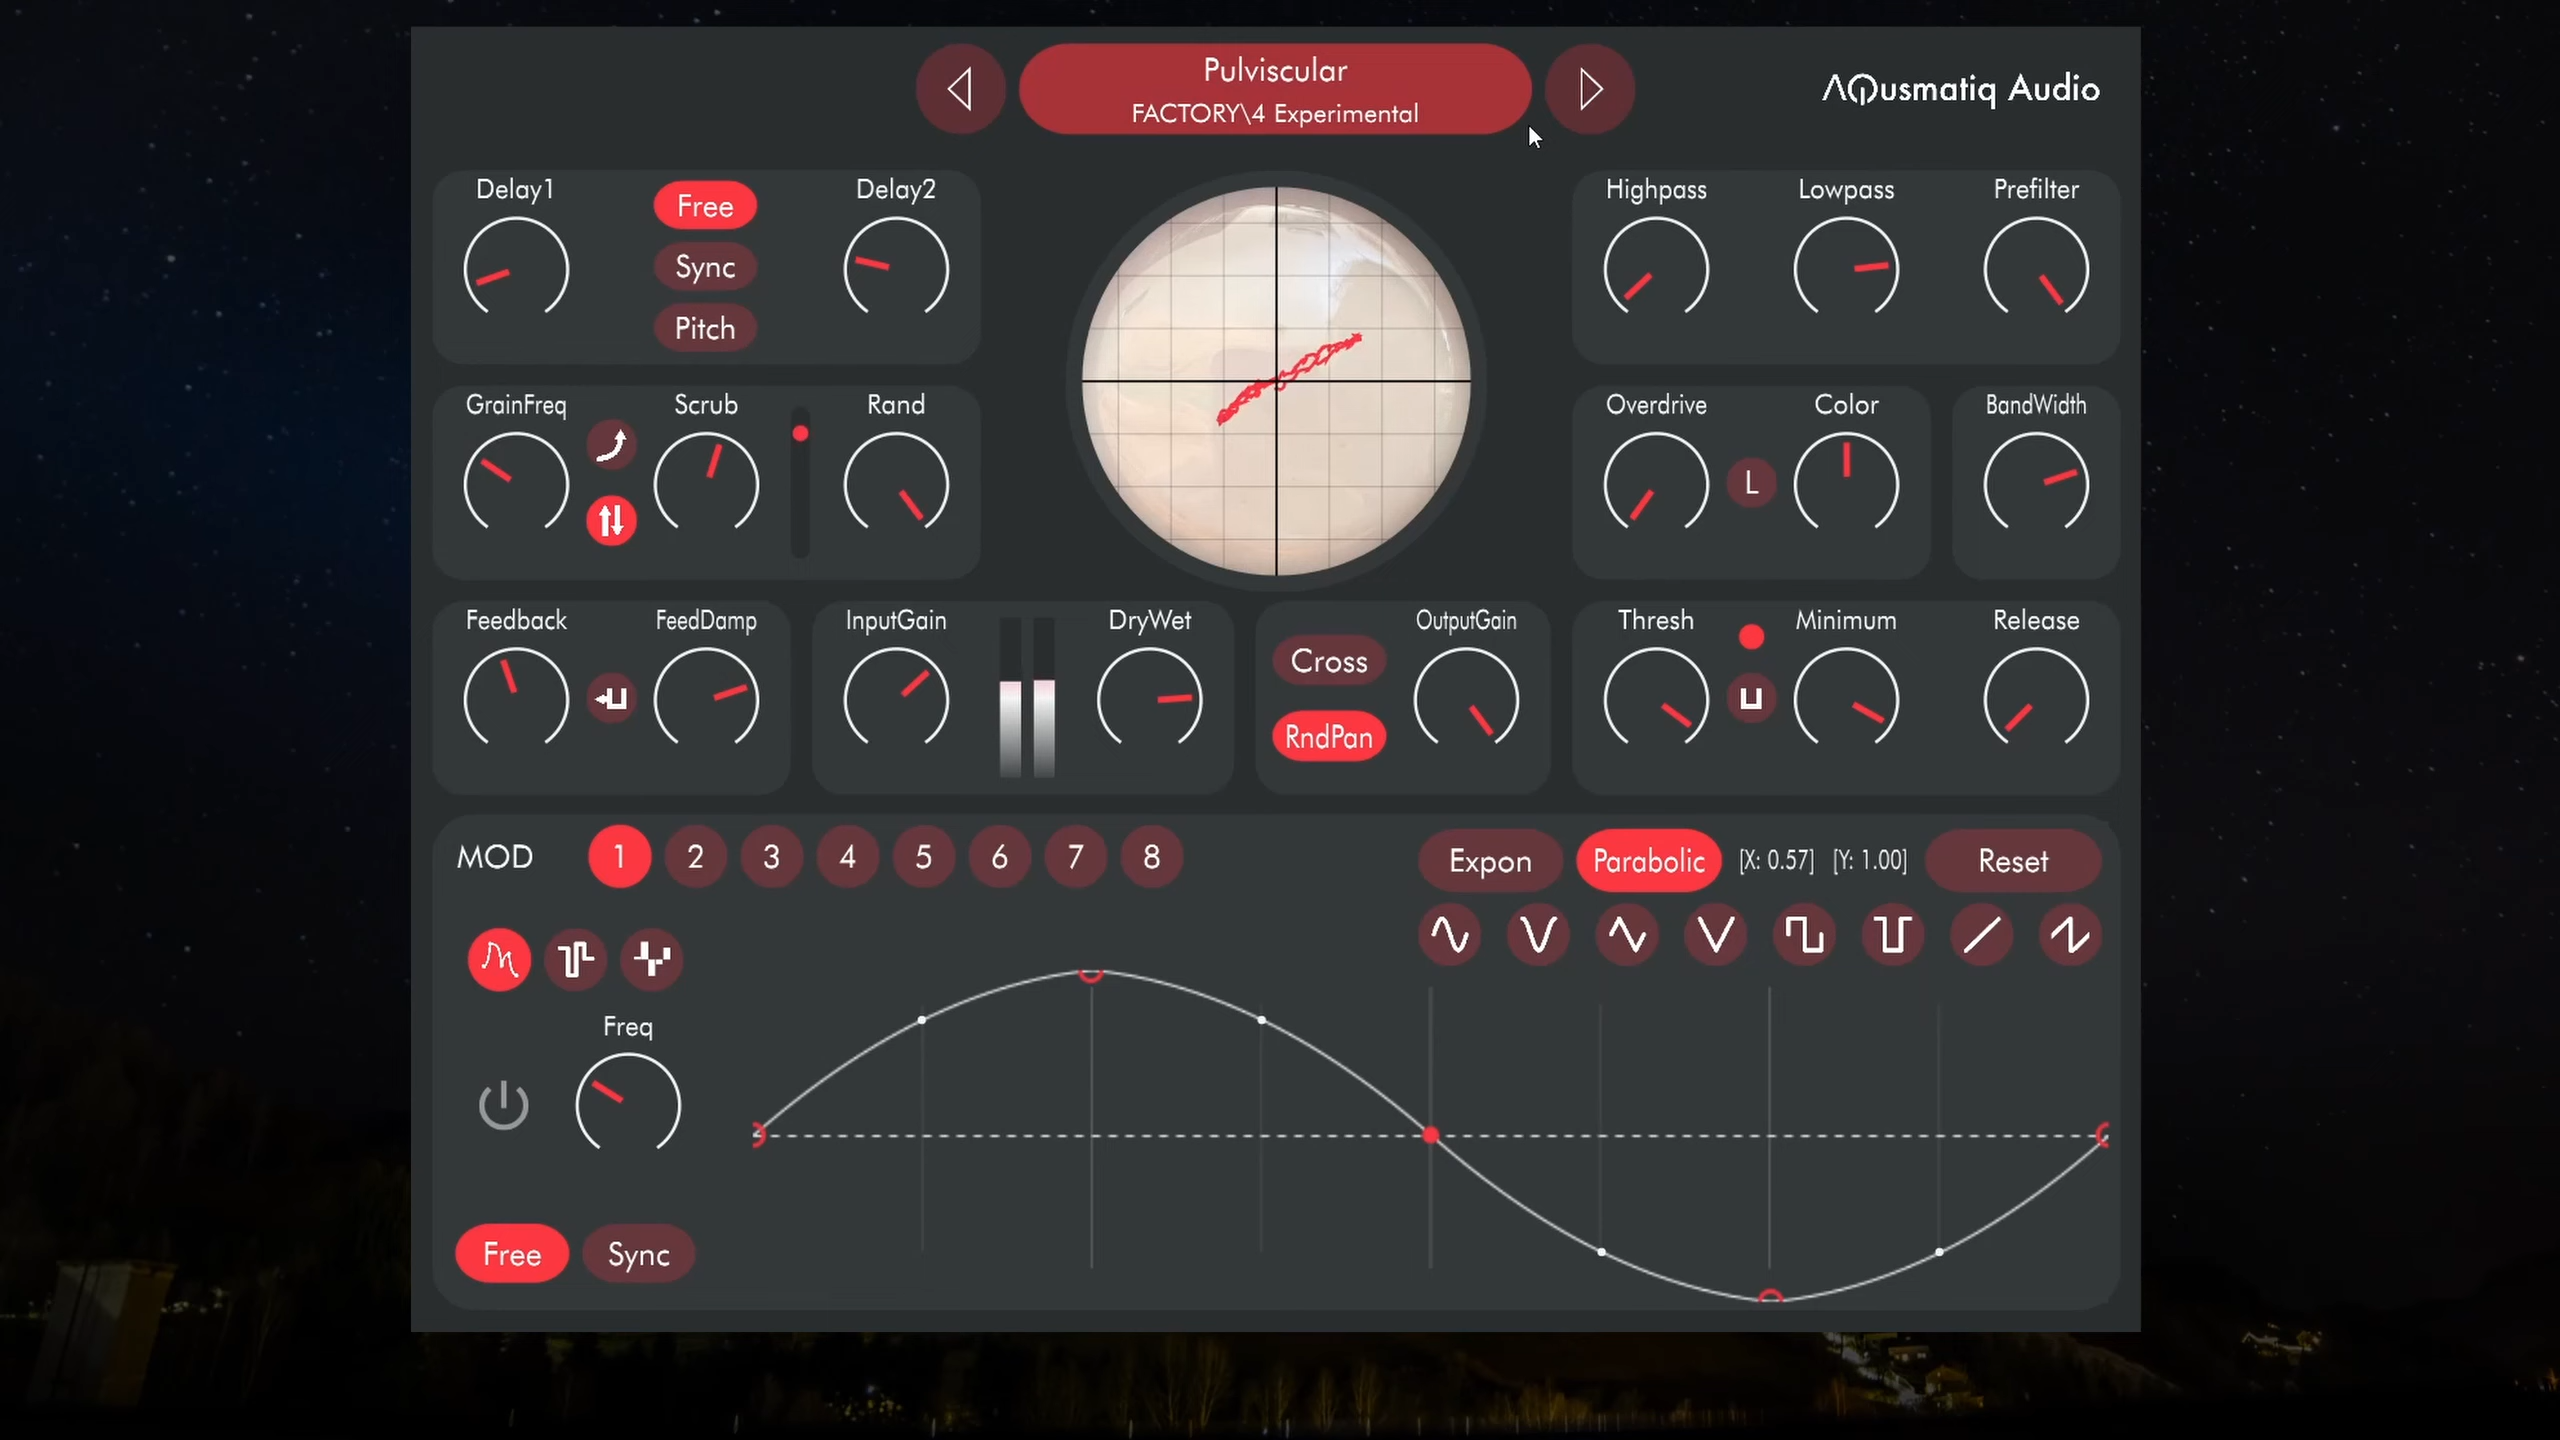 Pulviscular
FACTORY\4 Experimental
ΛQusmatiq Audio
Delay1
Free
Sync
Pitch
Delay2
Highpass
Lowpass
Prefilter
GrainFreq
Scrub
Rand
Overdrive
L
Color
BandWidth
Feedback
FeedDamp
InputGain
DryWet
Cross
RndPan
OutputGain
Thresh
Minimum
Release
MOD
1 2 3 4 5 6 7 8
Expon
Parabolic
[X: 0.57] [Y: 1.00]
Reset
Freq
Free
Sync